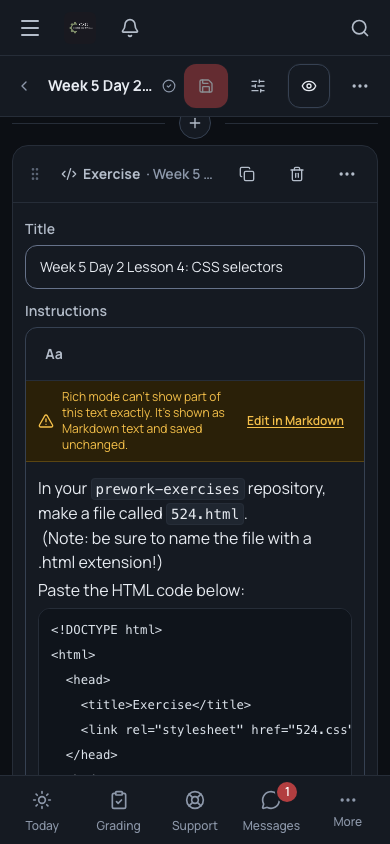 Week 5 Day 2...
Exercise · Week 5 ...
Title
Week 5 Day 2 Lesson 4: CSS selectors
Instructions
Aa
Rich mode can't show part of
this text exactly. It's shown as
Markdown text and saved
unchanged.
Edit in Markdown
In your prework-exercises repository,
make a file called 524.html.
(Note: be sure to name the file with a
.html extension!)
Paste the HTML code below:
<!DOCTYPE html>
<html>
<head>
<title>Exercise</title>
<link rel="stylesheet" href="524.css"
</head>
1
Today
Grading
Support
Messages
More